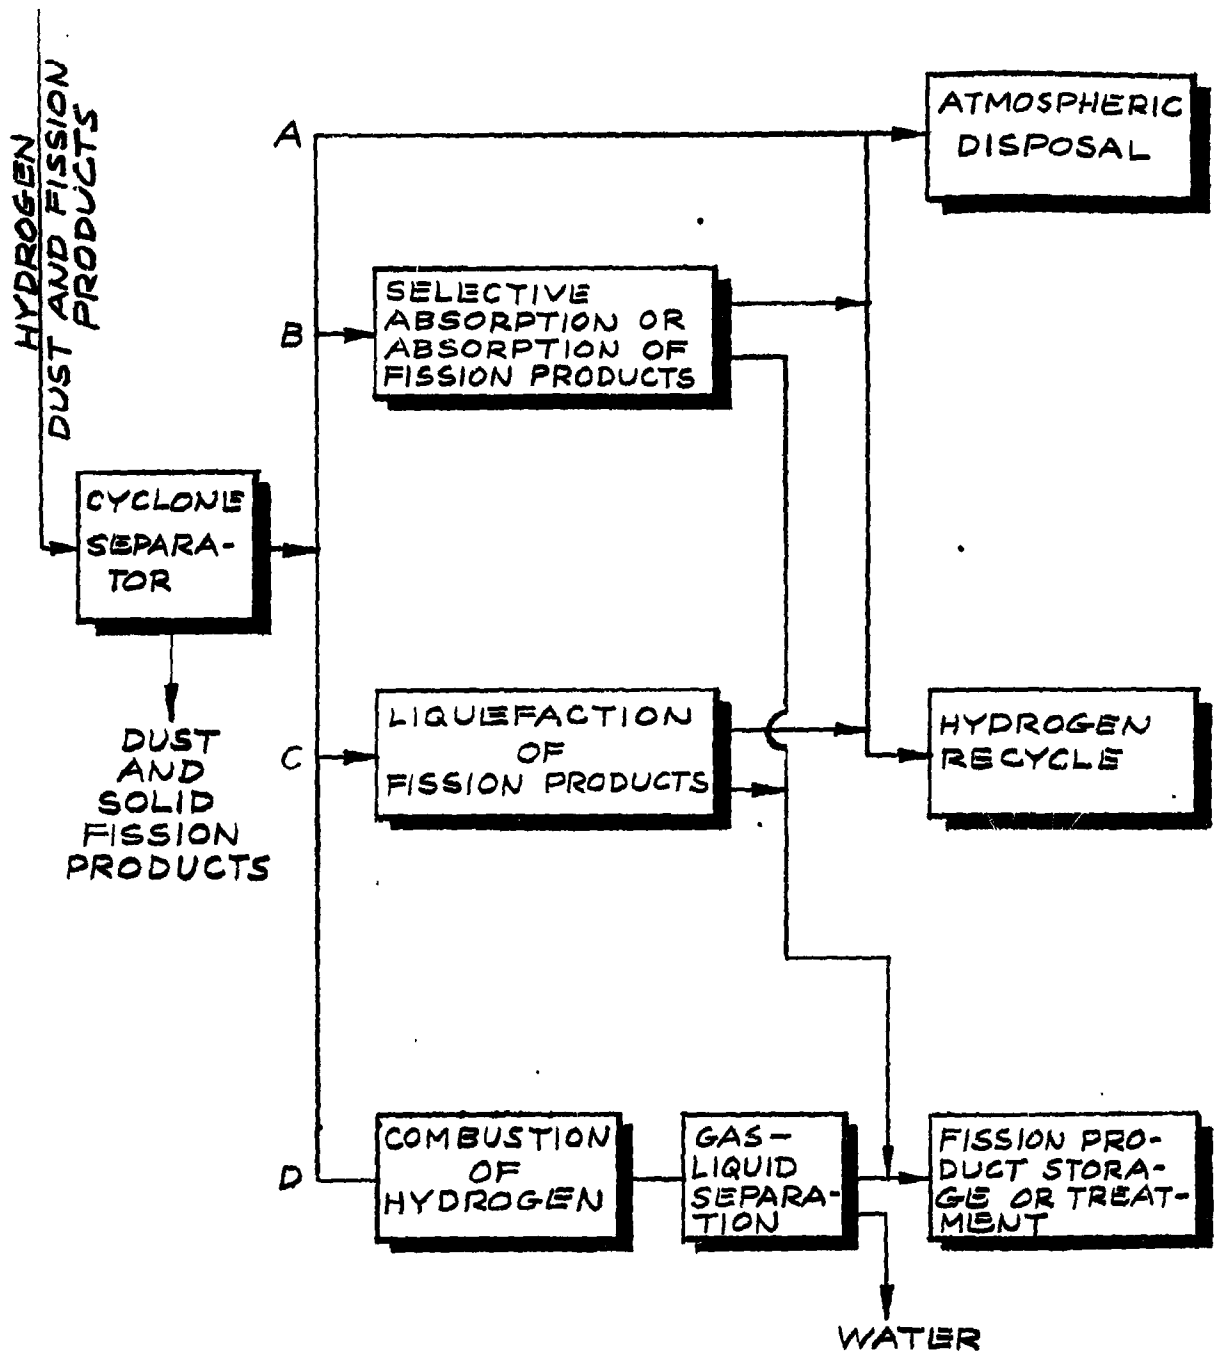 HYDROGEN
DUST AND FISSION
PRODUCTS
A
ATMOSPHERIC
DISPOSAL
B
SELECTIVE
ABSORPTION OR
ABSORPTION OF
FISSION PRODUCTS
CYCLONE
SEPARA-
TOR
DUST
AND
SOLID
FISSION
PRODUCTS
C
LIQUEFACTION
OF
FISSION PRODUCTS
HYDROGEN
RECYCLE
D
COMBUSTION
OF
HYDROGEN
GAS-
LIQUID
SEPARA-
TION
FISSION PRO-
DUCT STORA-
GE OR TREAT-
MENT
WATER